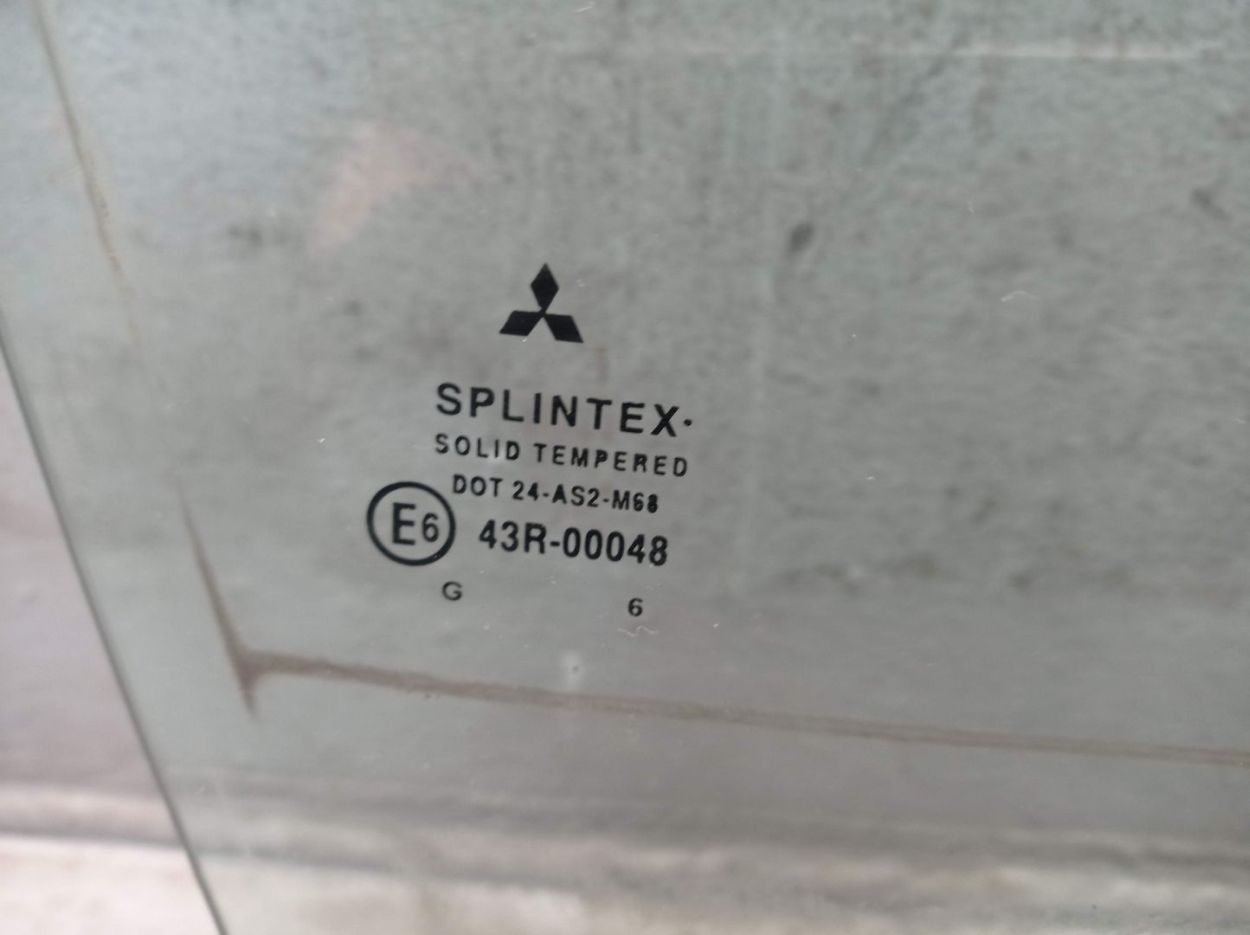 SPLINTEX·
SOLID TEMPERED
DOT 24-AS2-M68
E6 43R-00048
G 6